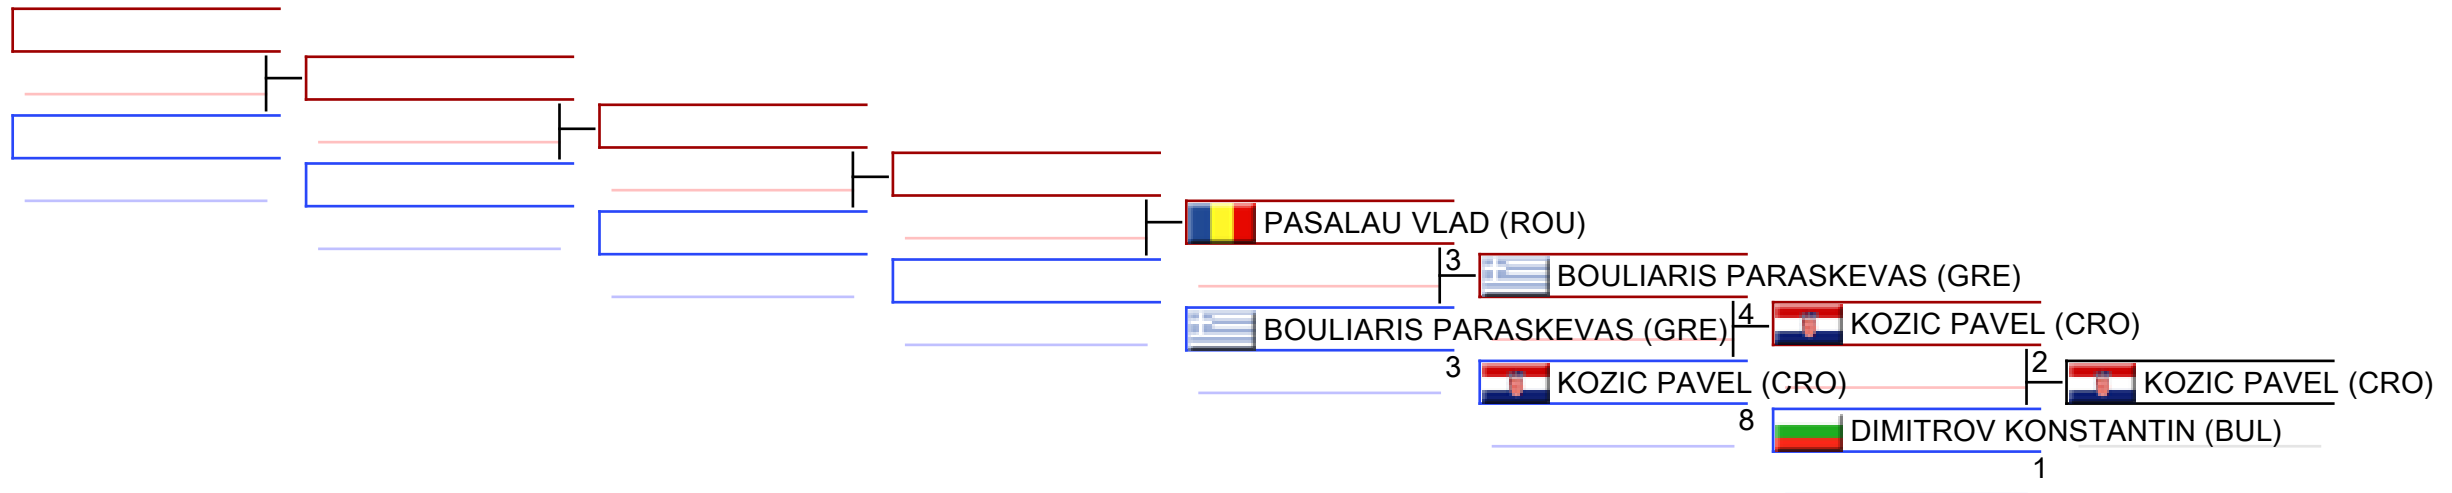 PASALAU VLAD (ROU)
3
BOULIARIS PARASKEVAS (GRE)
BOULIARIS PARASKEVAS (GRE)
3
4
KOZIC PAVEL (CRO)
8
KOZIC PAVEL (CRO)
2
DIMITROV KONSTANTIN (BUL)
1
KOZIC PAVEL (CRO)